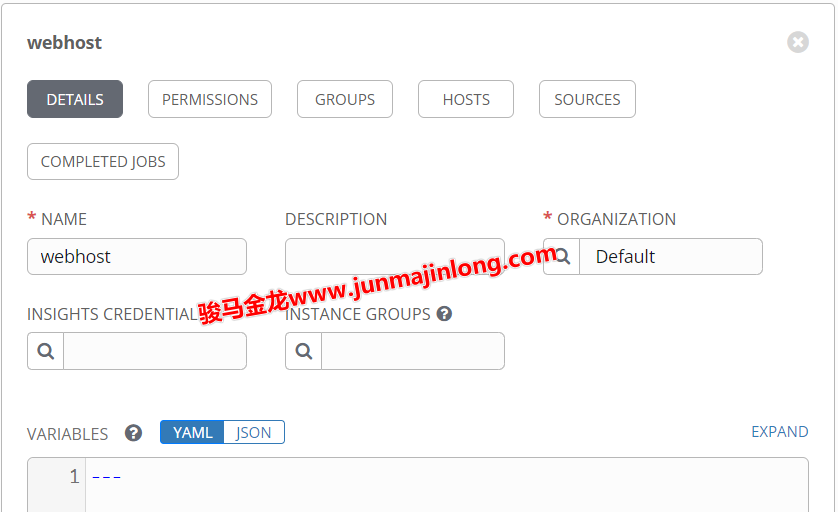 webhost
DETAILS PERMISSIONS GROUPS HOSTS SOURCES
COMPLETED JOBS
* NAME DESCRIPTION * ORGANIZATION
webhost Default
骏马金龙www.junmajinlong.com
INSIGHTS CREDENTIAL INSTANCE GROUPS ?
VARIABLES ? YAML JSON EXPAND
1 ---